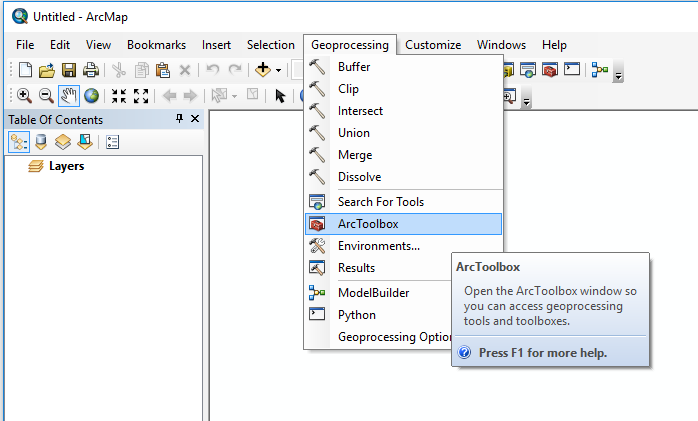 Untitled - ArcMap
File Edit View Bookmarks Insert Selection Geoprocessing Customize Windows Help
Table Of Contents
Layers
Buffer
Clip
Intersect
Union
Merge
Dissolve
Search For Tools
ArcToolbox
Environments...
Results
ModelBuilder
Python
Geoprocessing Optio
ArcToolbox
Open the ArcToolbox window so
you can access geoprocessing
tools and toolboxes.
Press F1 for more help.